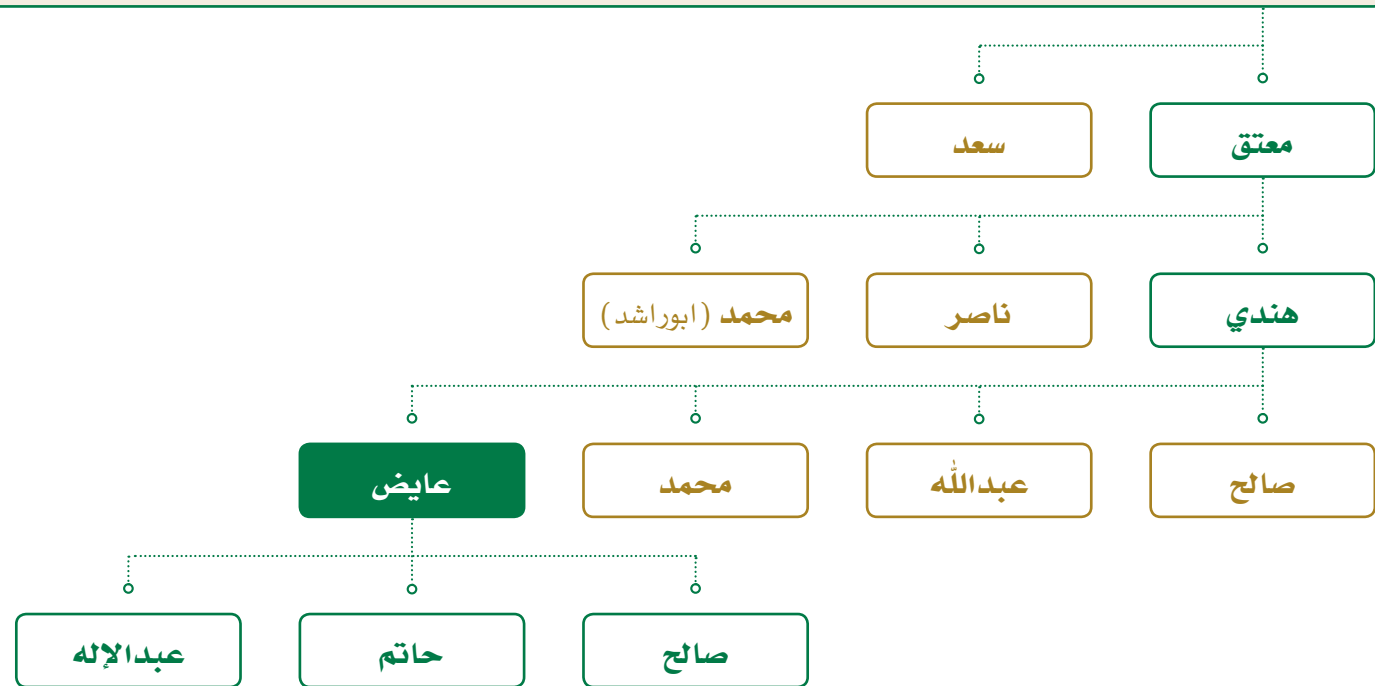 معتق
سعد
هندي
ناصر
محمد (ابوراشد)
صالح
عبدالله
محمد
عايض
صالح
حاتم
عبدالإله